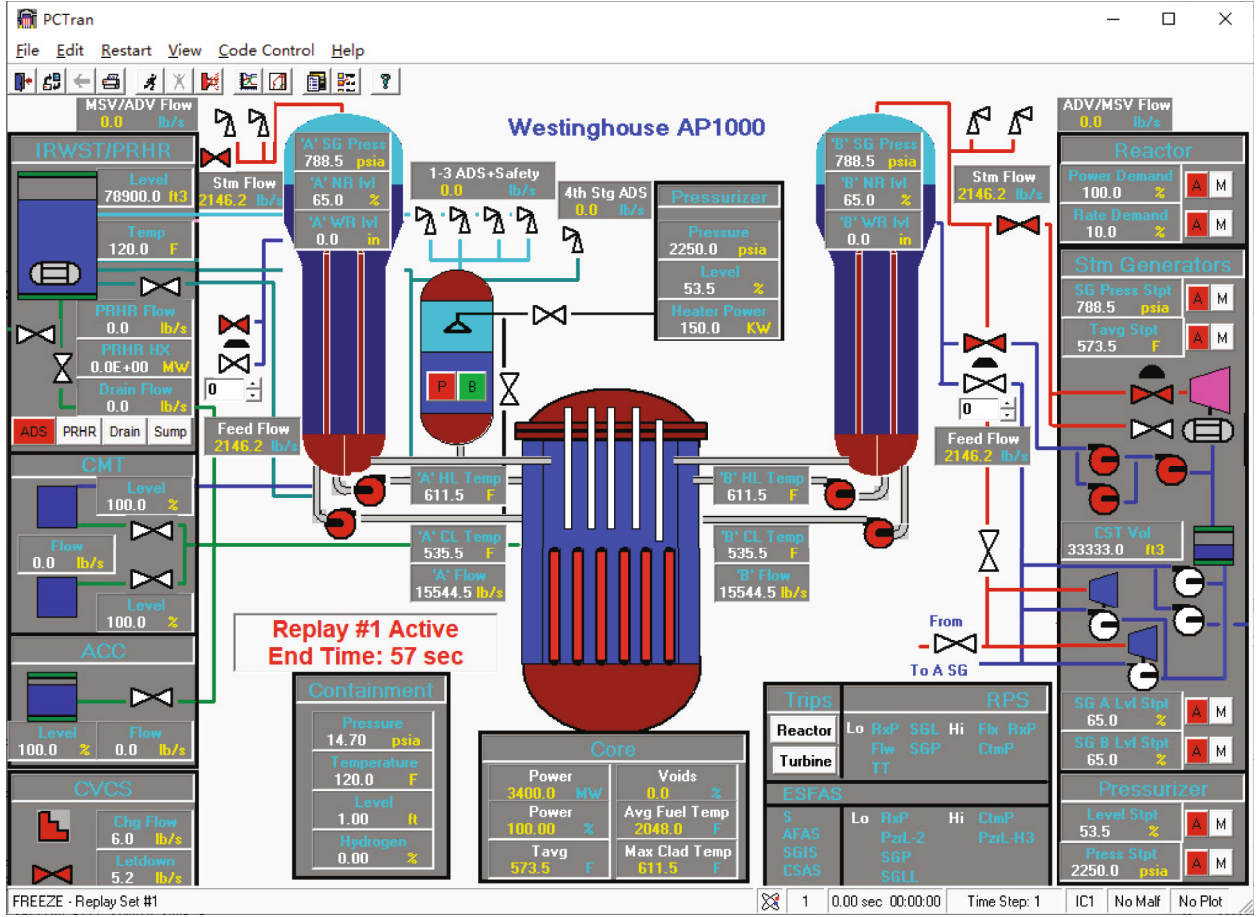 PCTran
File Edit Restart View Code Control Help
MSV/ADV Flow
0.0 lb/s
Westinghouse AP1000
ADV/MSV Flow
0.0 lb/s
IRWST/PRHR
Level
78900.0 ft3
Temp
120.0 F
PRHR Flow
0.0 lb/s
PRHR HX
0.0E+00 MW
Drain Flow
0.0 lb/s
ADS PRHR Drain Sump
Stm Flow
2146.2 lb/s
0
Feed Flow
2146.2 lb/s
'A' SG Press
788.5 psia
'A' NR lvl
65.0 %
'A' WR lvl
0.0 in
1-3 ADS+Safety
0.0 lb/s
4th Stg ADS
0.0 lb/s
Pressurizer
Pressure
2250.0 psia
Level
53.5 %
Heater Power
150.0 KW
P B
'B' SG Press
788.5 psia
'B' NR lvl
65.0 %
'B' WR lvl
0.0 in
Stm Flow
2146.2 lb/s
0
Feed Flow
2146.2 lb/s
Reactor
Power Demand
100.0 % A M
Rate Demand
10.0 % A M
Stm Generators
SG Press Stpt
788.5 psia A M
Tavg Stpt
573.5 F A M
CST Vol
33333.0 ft3
SG A Lvl Stpt
65.0 % A M
SG B Lvl Stpt
65.0 % A M
Pressurizer
Level Stpt
53.5 % A M
Press Stpt
2250.0 psia A M
CMT
Level
100.0 %
Flow
0.0 lb/s
Level
100.0 %
ACC
Level Flow
100.0 % 0.0 lb/s
CVCS
Chg Flow
6.0 lb/s
Letdown
5.2 lb/s
'A' HL Temp
611.5 F
'A' CL Temp
535.5 F
'A' Flow
15544.5 lb/s
'B' HL Temp
611.5 F
'B' CL Temp
535.5 F
'B' Flow
15544.5 lb/s
From
To A SG
Replay #1 Active
End Time: 57 sec
Containment
Pressure
14.70 psia
Temperature
120.0 F
Level
1.00 ft
Hydrogen
0.00 %
Core
Power Voids
3400.0 MW 0.0 %
Power Avg Fuel Temp
100.00 % 2048.0 F
Tavg Max Clad Temp
573.5 F 611.5 F
Trips RPS
Reactor Lo RxP SGL Hi Flx RxP
Flw SGP CtmP
Turbine TT
ESFAS
S Lo RxP Hi CtmP
AFAS PzrL-2 PzrL-H3
SGIS SGP
CSAS SGLL
FREEZE - Replay Set #1 1 0.00 sec 00:00:00 Time Step: 1 IC1 No Malf No Plot